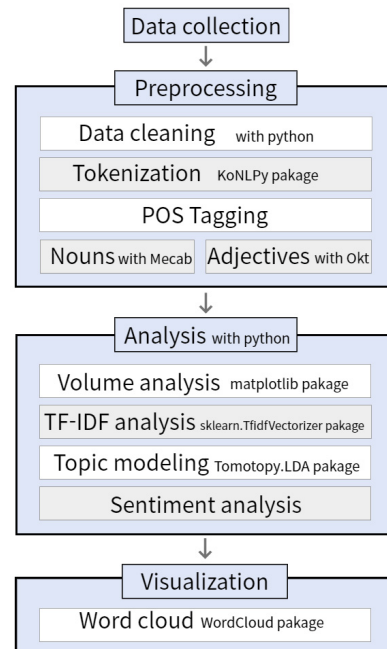 Data collection
Preprocessing
Data cleaning with python
Tokenization KoNLPy pakage
POS Tagging
Nouns with Mecab
Adjectives with Okt
Analysis with python
Volume analysis matplotlib pakage
TF-IDF analysis sklearn.TfidfVectorizer pakage
Topic modeling Tomotopy.LDA pakage
Sentiment analysis
Visualization
Word cloud WordCloud pakage